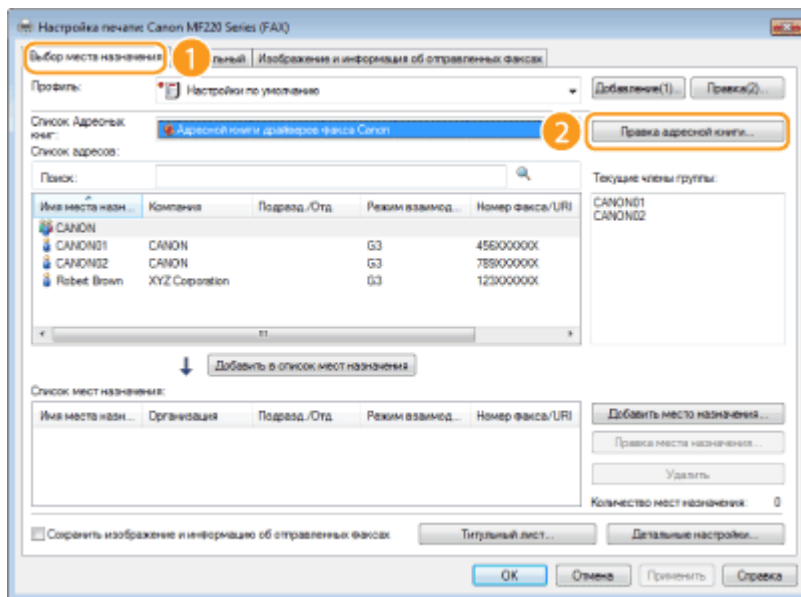 Настройка печати: Canon MF220 Series (FAX)
Выбор места назначения 1 льный Изображение и информация об отправленных факсах
Профиль: Настройки по умолчанию Добавление(1)... Правка(2)...
Список Адресных книг: Адресной книги драйверов факса Canon 2 Правка адресной книги...
Список адресов:
Поиск: Текущие члены группы:
Имя места назн... Компания Подразд./Отд. Режим взаимод... Номер факса/URI
CANON01
CANON02
CANON
CANON01 CANON G3 456XXXXXX
CANON02 CANON G3 789XXXXXX
Robert Brown XYZ Corporation G3 123XXXXXX
Добавить в список мест назначения
Список мест назначения:
Имя места назн... Организация Подразд./Отд. Режим взаимод... Номер факса/URI
Добавить место назначения...
Правка места назначения...
Удалить
Количество мест назначения: 0
Сохранить изображение и информацию об отправленных факсах Титульный лист... Детальные настройки...
OK Отмена Применить Справка